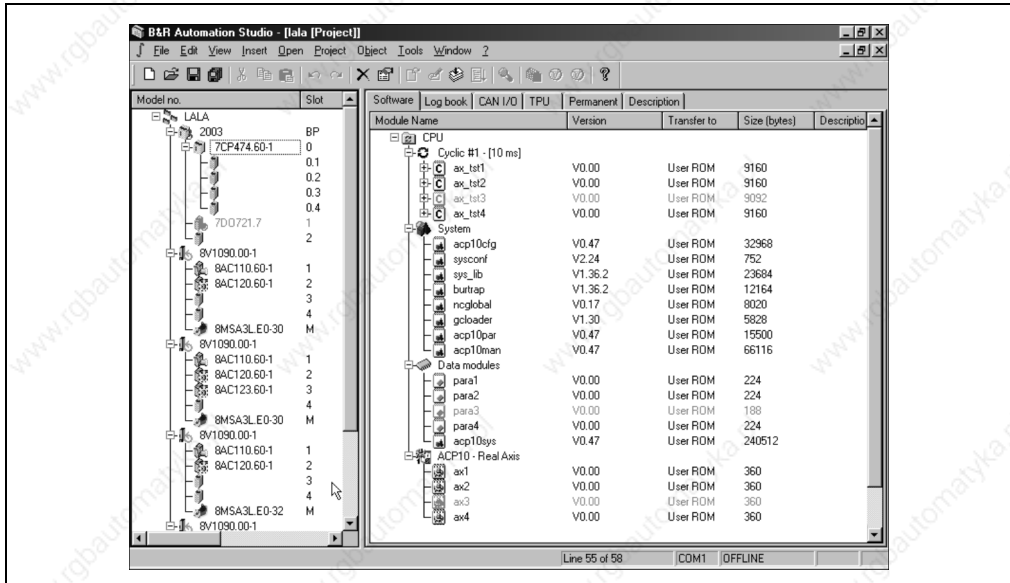 B&R Automation Studio - [lala [Project]]
File Edit View Insert Open Project Object Tools Window ?
Model no. Slot
LALA
2003 BP
7CP474.60-1 0
0.1
0.2
0.3
0.4
7DO721.7 1
2
8V1090.00-1
8AC110.60-1 1
8AC120.60-1 2
3
4
8MSA3L.E0-30 M
8V1090.00-1
8AC110.60-1 1
8AC120.60-1 2
8AC123.60-1 3
4
8MSA3L.E0-30 M
8V1090.00-1
8AC110.60-1 1
8AC120.60-1 2
3
4
8MSA3L.E0-32 M
8V1090.00-1
Software Log book CAN I/O TPU Permanent Description
Module Name Version Transfer to Size (bytes) Descriptio
CPU
Cyclic #1 - [10 ms]
ax_tst1 V0.00 User ROM 9160
ax_tst2 V0.00 User ROM 9160
ax_tst3 V0.00 User ROM 9092
ax_tst4 V0.00 User ROM 9160
System
acp10cfg V0.47 User ROM 32968
sysconf V2.24 User ROM 752
sys_lib V1.36.2 User ROM 23684
burtrap V1.36.2 User ROM 12164
ncglobal V0.17 User ROM 8020
gcloader V1.30 User ROM 5828
acp10par V0.47 User ROM 15500
acp10man V0.47 User ROM 66116
Data modules
para1 V0.00 User ROM 224
para2 V0.00 User ROM 224
para3 V0.00 User ROM 188
para4 V0.00 User ROM 224
acp10sys V0.47 User ROM 240512
ACP10 - Real Axis
ax1 V0.00 User ROM 360
ax2 V0.00 User ROM 360
ax3 V0.00 User ROM 360
ax4 V0.00 User ROM 360
Line 55 of 58 COM1 OFFLINE